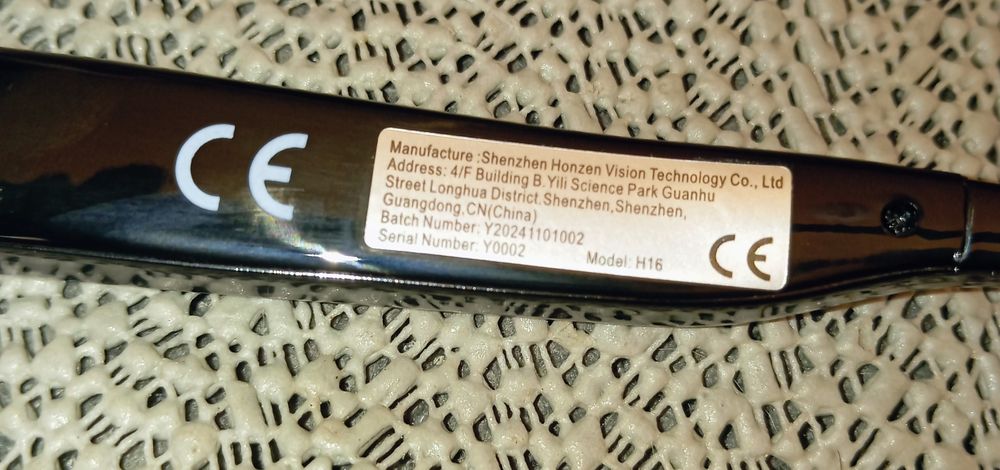 CE
Manufacture :Shenzhen Honzen Vision Technology Co., Ltd
Address: 4/F Building B.Yili Science Park Guanhu
Street Longhua District.Shenzhen,Shenzhen,
Guangdong,CN(China)
Batch Number: Y20241101002
Serial Number: Y0002
Model: H16
CE